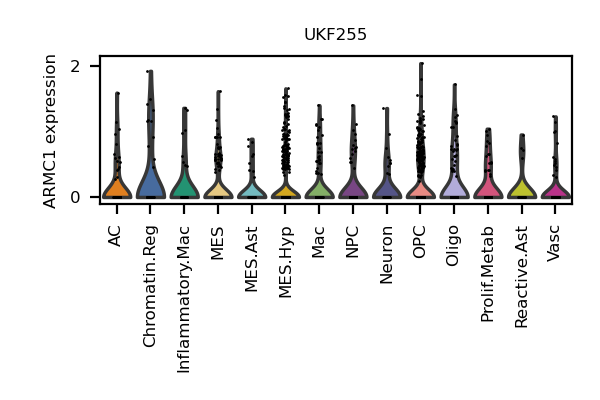 UKF255
ARMC1 expression
2
0
AC
Chromatin.Reg
Inflammatory.Mac
MES
MES.Ast
MES.Hyp
Mac
NPC
Neuron
OPC
Oligo
Prolif.Metab
Reactive.Ast
Vasc